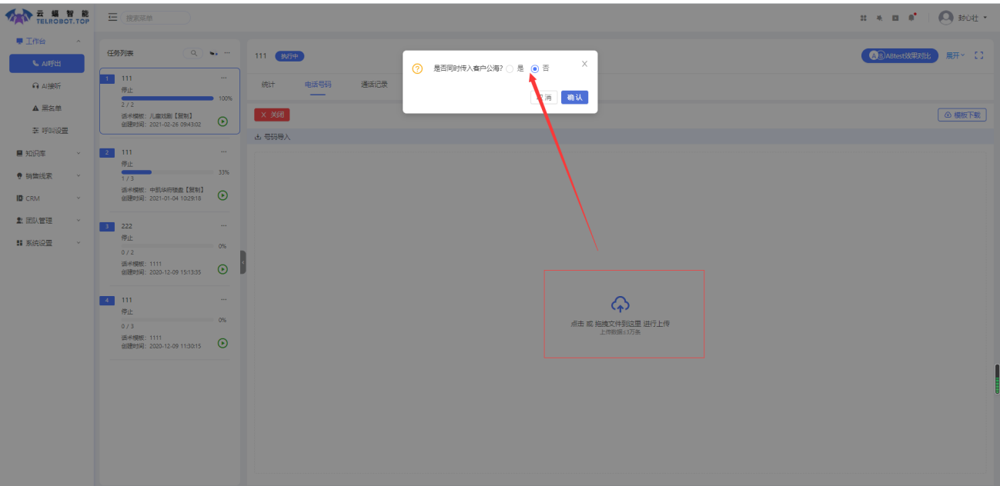 云蝠智能
TELROBOT.TOP
搜索菜单
封心壮
工作台
AI呼出
AI接听
黑名单
呼叫设置
知识库
销售线索
CRM
团队管理
系统设置
任务列表
1 111
停止
100%
2 / 2
话术模板: 儿童戏剧【复制】
创建时间: 2021-02-26 09:43:02
2 111
停止
33%
1 / 3
话术模板: 中凯华府楼盘【复制】
创建时间: 2021-01-04 10:29:18
3 222
停止
0%
0 / 2
话术模板: 1111
创建时间: 2020-12-09 15:13:35
4 111
停止
0%
0 / 3
话术模板: 1111
创建时间: 2020-12-09 11:30:15
111 执行中
AB ABtest效果对比 展开
统计 电话号码 通话记录
是否同时传入客户公海? 是 否 X
取消 确认
X 关闭
模板下载
号码导入
点击 或 拖拽文件到这里 进行上传
上传数据≤3万条